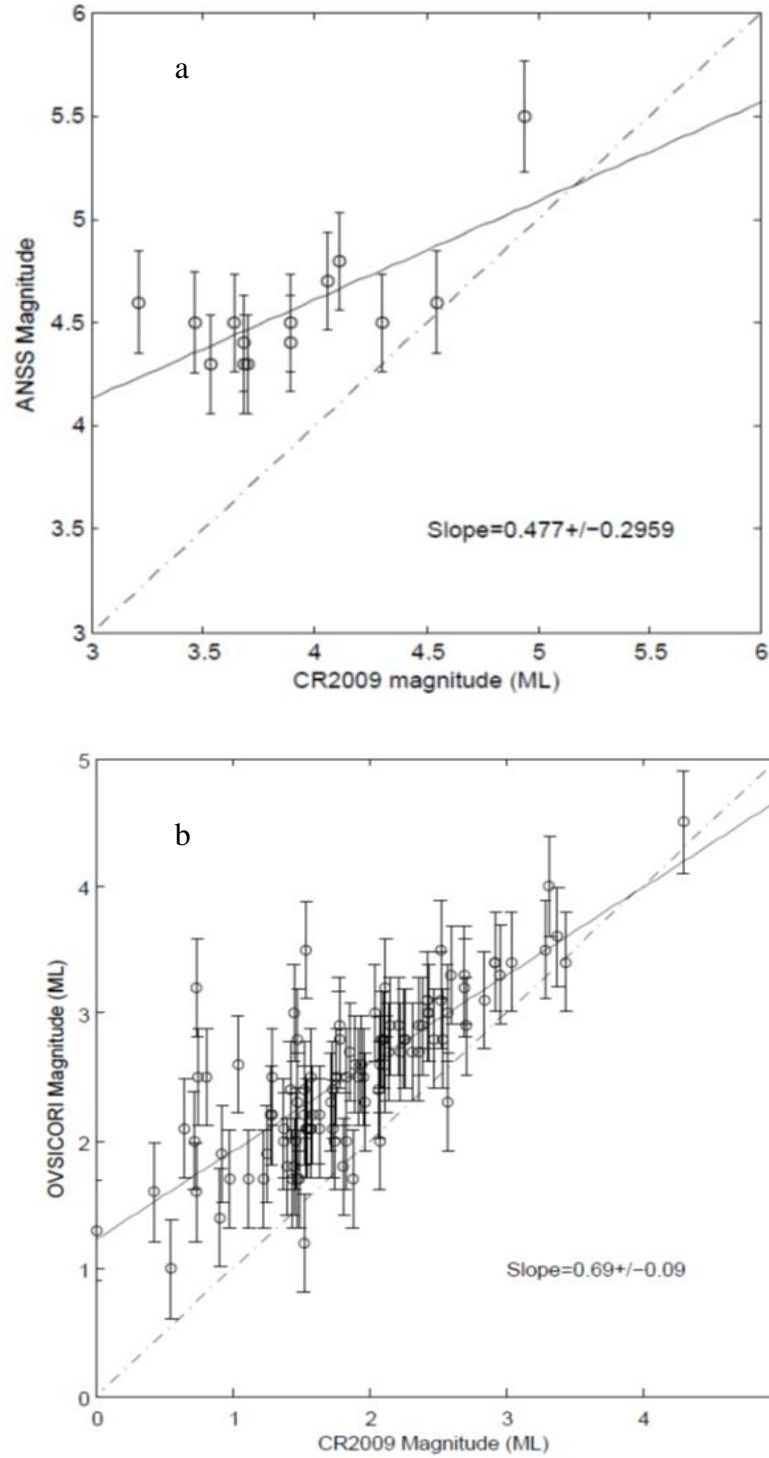 a
6
5.5
5
4.5
4
3.5
3
ANSS Magnitude
Slope=0.477+/−0.2959
3 3.5 4 4.5 5 5.5 6
CR2009 magnitude (ML)
b
5
4
3
2
1
0
OVSICORI Magnitude (ML)
Slope=0.69+/−0.09
0 1 2 3 4
CR2009 Magnitude (ML)